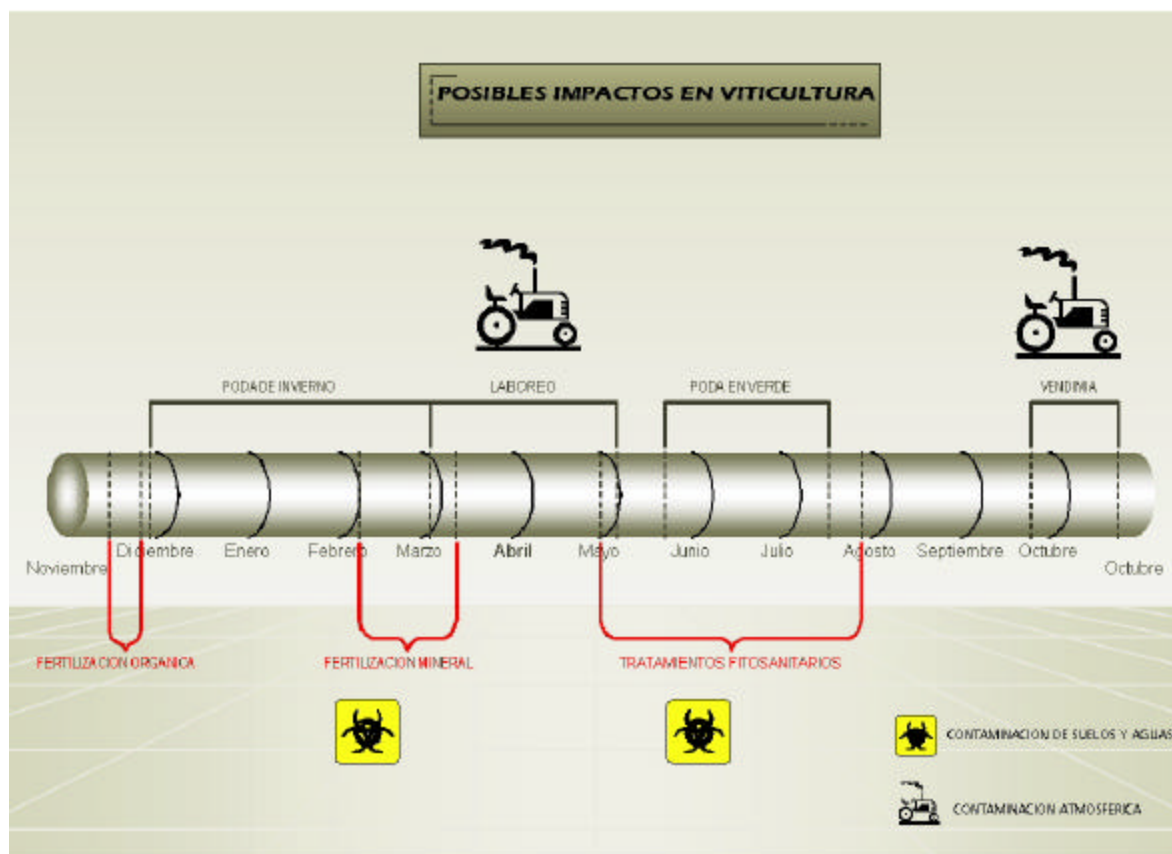 POSIBLES IMPACTOS EN VITICULTURA
PODA DE INVIERNO
LABOREO
PODA EN VERDE
VENDIMIA
Noviembre
Diciembre
Enero
Febrero
Marzo
Abril
Mayo
Junio
Julio
Agosto
Septiembre
Octubre
Octubre
FERTILIZACION ORGANICA
FERTILIZACION MINERAL
TRATAMIENTOS FITOSANITARIOS
CONTAMINACION DE SUELOS Y AGUAS
CONTAMINACION ATMOSFERICA